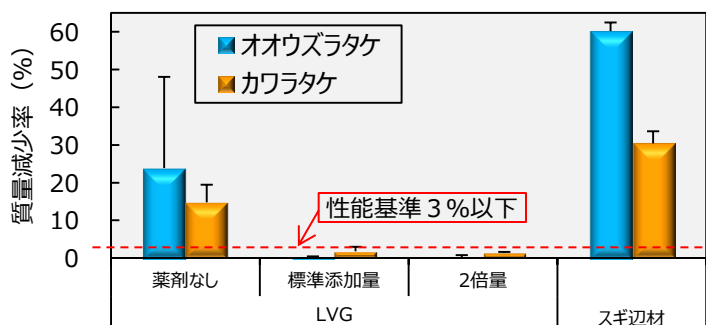 質量減少率 (%)
60
50
40
30
20
10
0
オオウズラタケ
カワラタケ
性能基準3%以下
薬剤なし
標準添加量
2倍量
LVG
スギ辺材